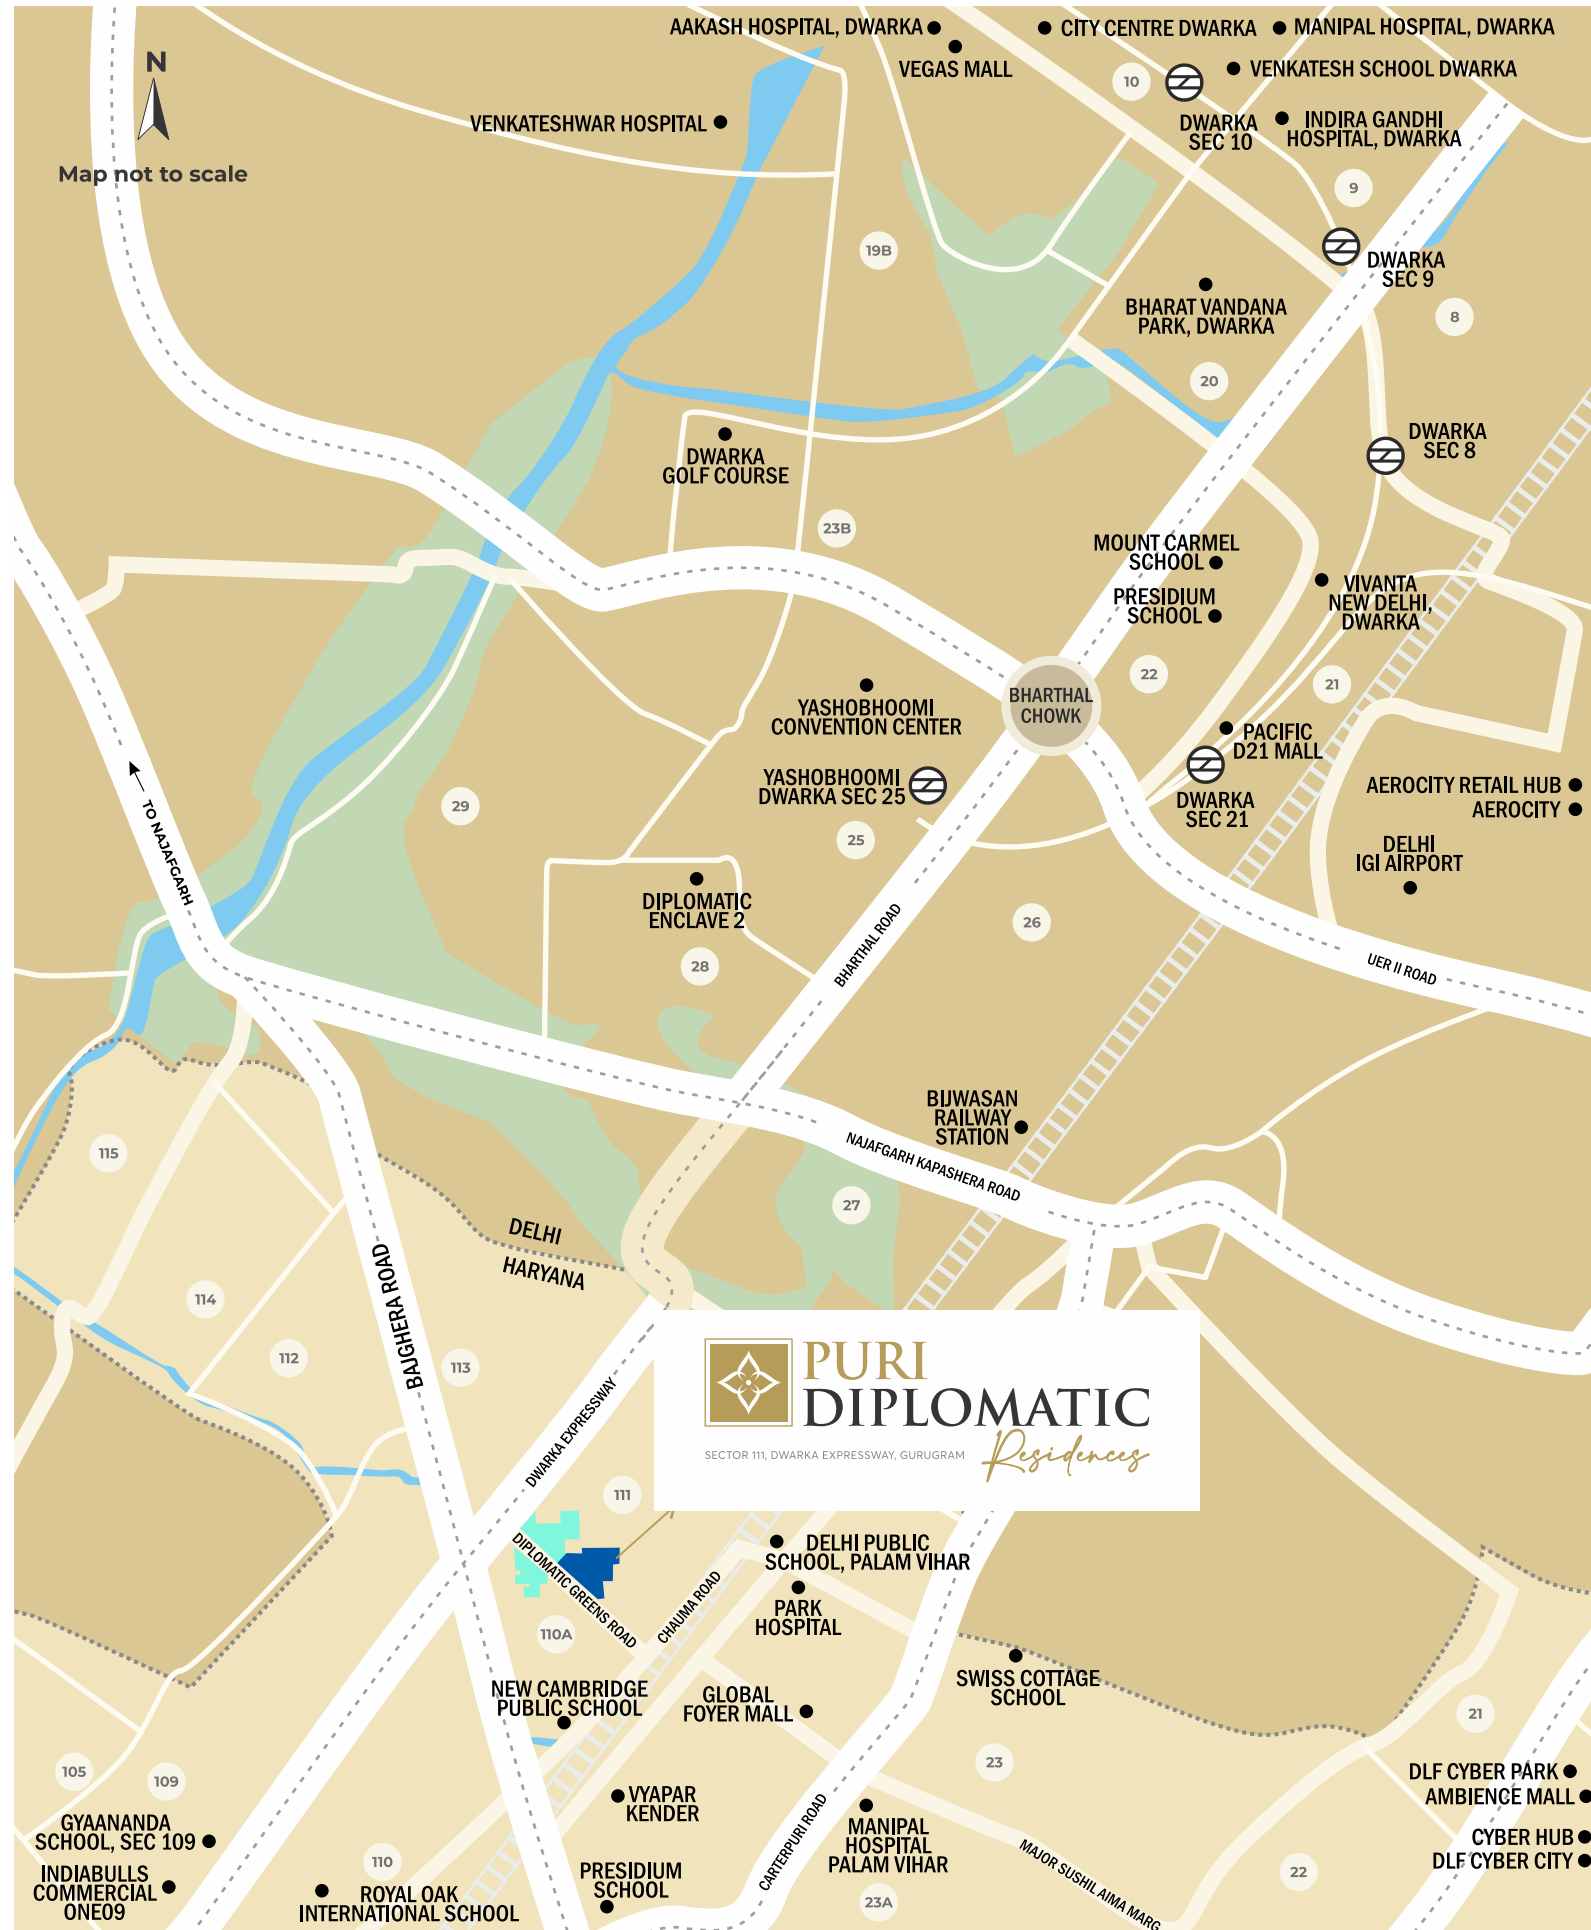 AAKASH HOSPITAL, DWARKA
CITY CENTRE DWARKA
MANIPAL HOSPITAL, DWARKA
VEGAS MALL
VENKATESH SCHOOL DWARKA
10
DWARKA
SEC 10
INDIRA GANDHI
HOSPITAL, DWARKA
N
Map not to scale
VENKATESHWAR HOSPITAL
9
19B
DWARKA
SEC 9
BHARAT VANDANA
PARK, DWARKA
8
20
DWARKA
GOLF COURSE
DWARKA
SEC 8
23B
MOUNT CARMEL
SCHOOL
PRESIDIUM
SCHOOL
VIVANTA
NEW DELHI,
DWARKA
22
21
BHARTHAL
CHOWK
YASHOBHOOMI
CONVENTION CENTER
PACIFIC
D21 MALL
YASHOBHOOMI
DWARKA SEC 25
DWARKA
SEC 21
AEROCITY RETAIL HUB
AEROCITY
TO NAJAFGARH
29
25
DELHI
IGI AIRPORT
DIPLOMATIC
ENCLAVE 2
26
28
BHARTHAL ROAD
UER II ROAD
BIJWASAN
RAILWAY
STATION
NAJAFGARH KAPASHERA ROAD
115
27
DELHI
HARYANA
114
112
113
BAJGHERA ROAD
PURI
DIPLOMATIC
Residences
SECTOR 111, DWARKA EXPRESSWAY, GURUGRAM
DWARKA EXPRESSWAY
111
DIPLOMATIC GREENS ROAD
DELHI PUBLIC
SCHOOL, PALAM VIHAR
CHAUMA ROAD
PARK
HOSPITAL
110A
NEW CAMBRIDGE
PUBLIC SCHOOL
GLOBAL
FOYER MALL
SWISS COTTAGE
SCHOOL
21
105
109
23
DLF CYBER PARK
AMBIENCE MALL
VYAPAR
KENDER
GYAANANDA
SCHOOL, SEC 109
MANIPAL
HOSPITAL
PALAM VIHAR
CARTERPURI ROAD
CYBER HUB
DLF CYBER CITY
INDIABULLS
COMMERCIAL
ONE09
110
ROYAL OAK
INTERNATIONAL SCHOOL
PRESIDIUM
SCHOOL
23A
MAJOR SUSHIL AIMA MARG
22